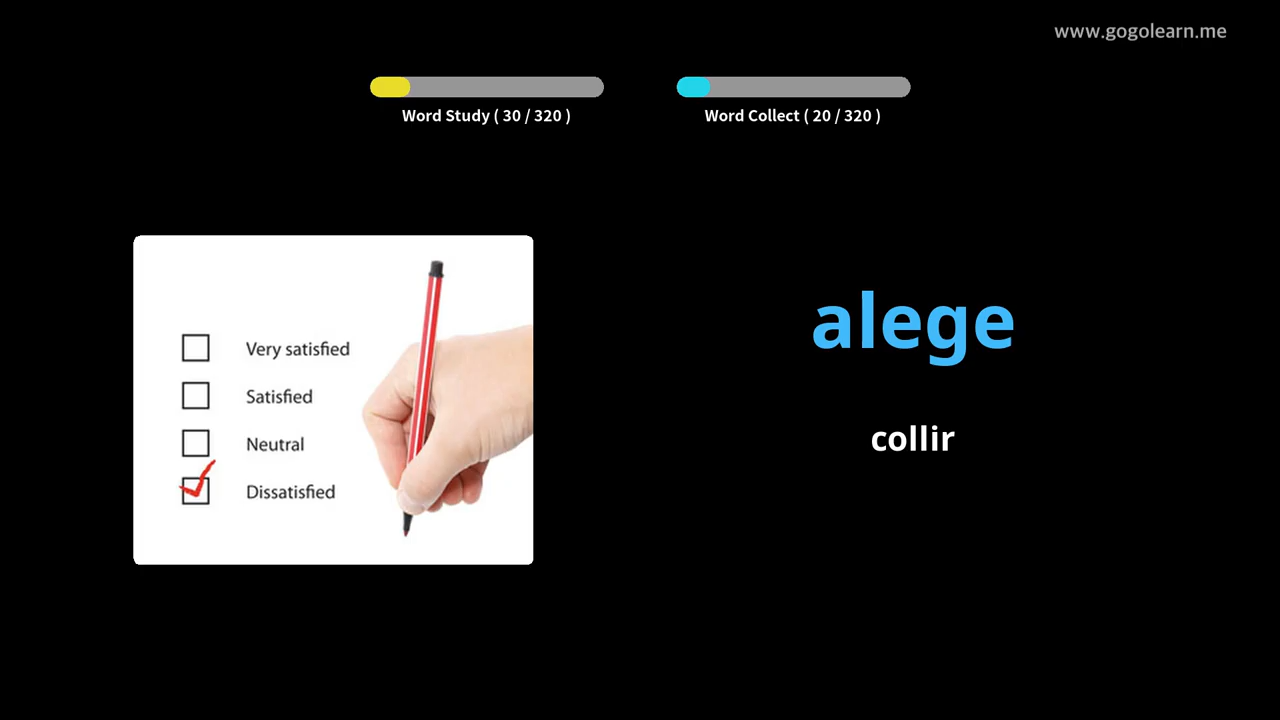 www.gogolearn.me
Word Study ( 30 / 320 )
Word Collect ( 20 / 320 )
Very satisfied
Satisfied
Neutral
Dissatisfied
alege
collir